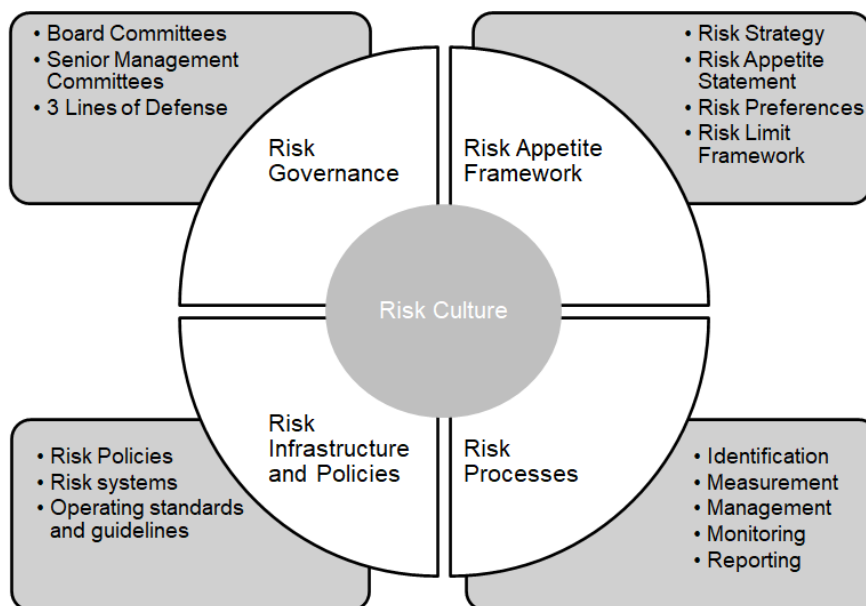 • Board Committees
• Senior Management
Committees
• 3 Lines of Defense
• Risk Strategy
• Risk Appetite
Statement
• Risk Preferences
• Risk Limit
Framework
Risk
Governance
Risk Appetite
Framework
Risk Culture
Risk
Infrastructure
and Policies
Risk
Processes
• Risk Policies
• Risk systems
• Operating standards
and guidelines
• Identification
• Measurement
• Management
• Monitoring
• Reporting